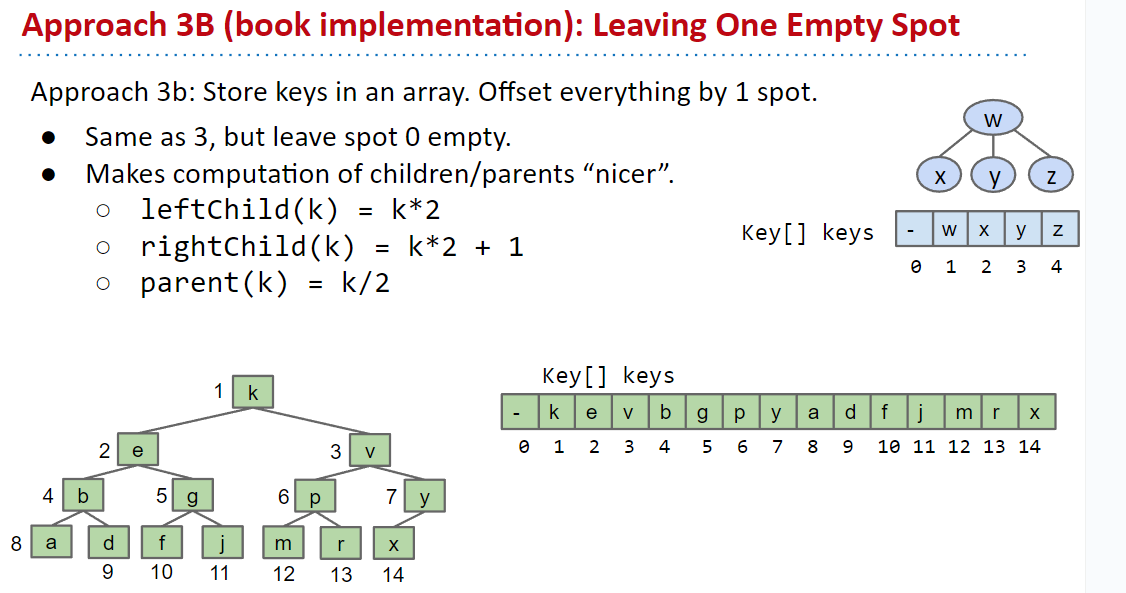 Approach 3B (book implementation): Leaving One Empty Spot
Approach 3b: Store keys in an array. Offset everything by 1 spot.
● Same as 3, but leave spot 0 empty.
● Makes computation of children/parents “nicer”.
○ leftChild(k) = k*2
○ rightChild(k) = k*2 + 1
○ parent(k) = k/2
w
x y z
Key[] keys - w x y z
0 1 2 3 4
Key[] keys
- k e v b g p y a d f j m r x
0 1 2 3 4 5 6 7 8 9 10 11 12 13 14
1 k
2 e 3 v
4 b 5 g 6 p 7 y
8 a d f j m r x
9 10 11 12 13 14